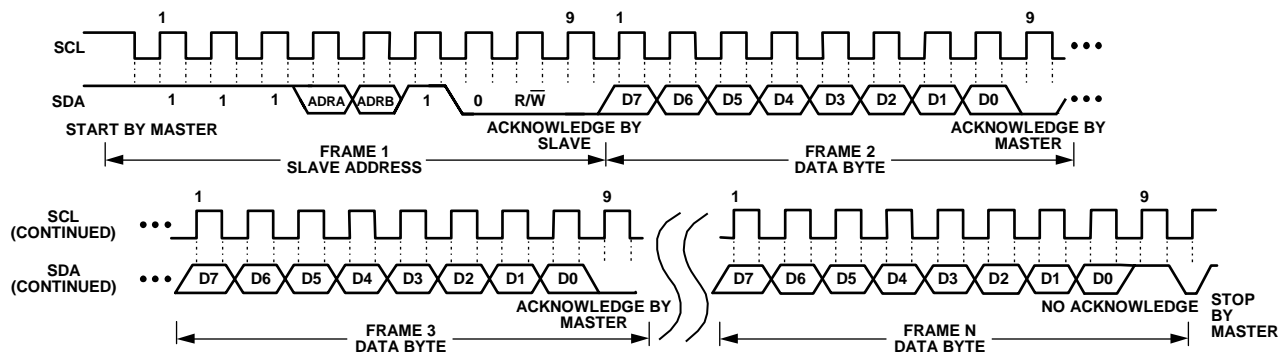 1 9 1 9
SCL
SDA 1 1 1 ADRA ADRB 1 0 R/W̅ D7 D6 D5 D4 D3 D2 D1 D0
START BY MASTER
ACKNOWLEDGE BY
SLAVE
ACKNOWLEDGE BY
MASTER
FRAME 1
SLAVE ADDRESS
FRAME 2
DATA BYTE
1 9 1 9
SCL
(CONTINUED)
SDA
(CONTINUED)
D7 D6 D5 D4 D3 D2 D1 D0 D7 D6 D5 D4 D3 D2 D1 D0
ACKNOWLEDGE BY
MASTER
NO ACKNOWLEDGE
STOP
BY
MASTER
FRAME 3
DATA BYTE
FRAME N
DATA BYTE